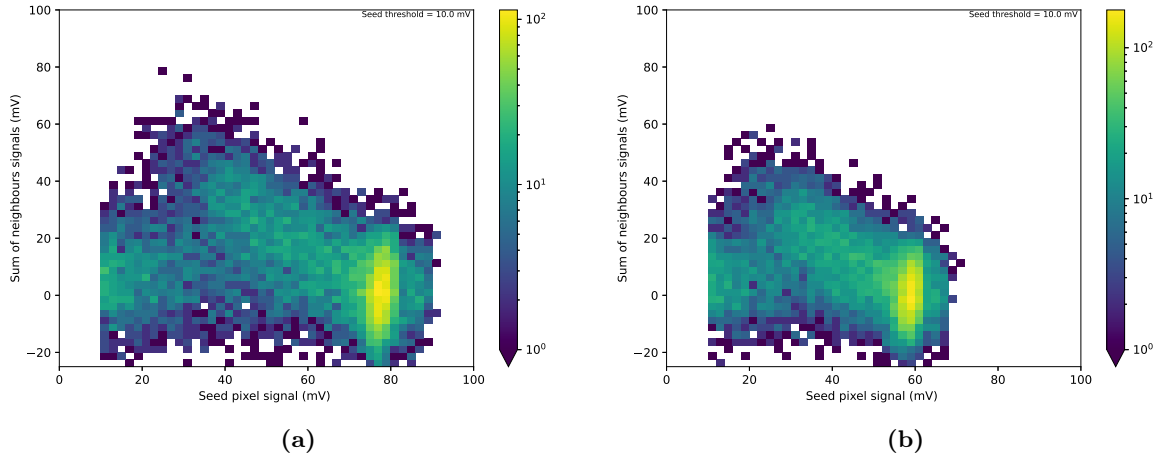 Seed threshold = 10.0 mV
100
80
60
40
20
0
−20
Sum of neighbours signals (mV)
0 20 40 60 80 100
Seed pixel signal (mV)
10²
10¹
10⁰
(a)
Seed threshold = 10.0 mV
100
80
60
40
20
0
−20
Sum of neighbours signals (mV)
0 20 40 60 80 100
Seed pixel signal (mV)
10²
10¹
10⁰
(b)